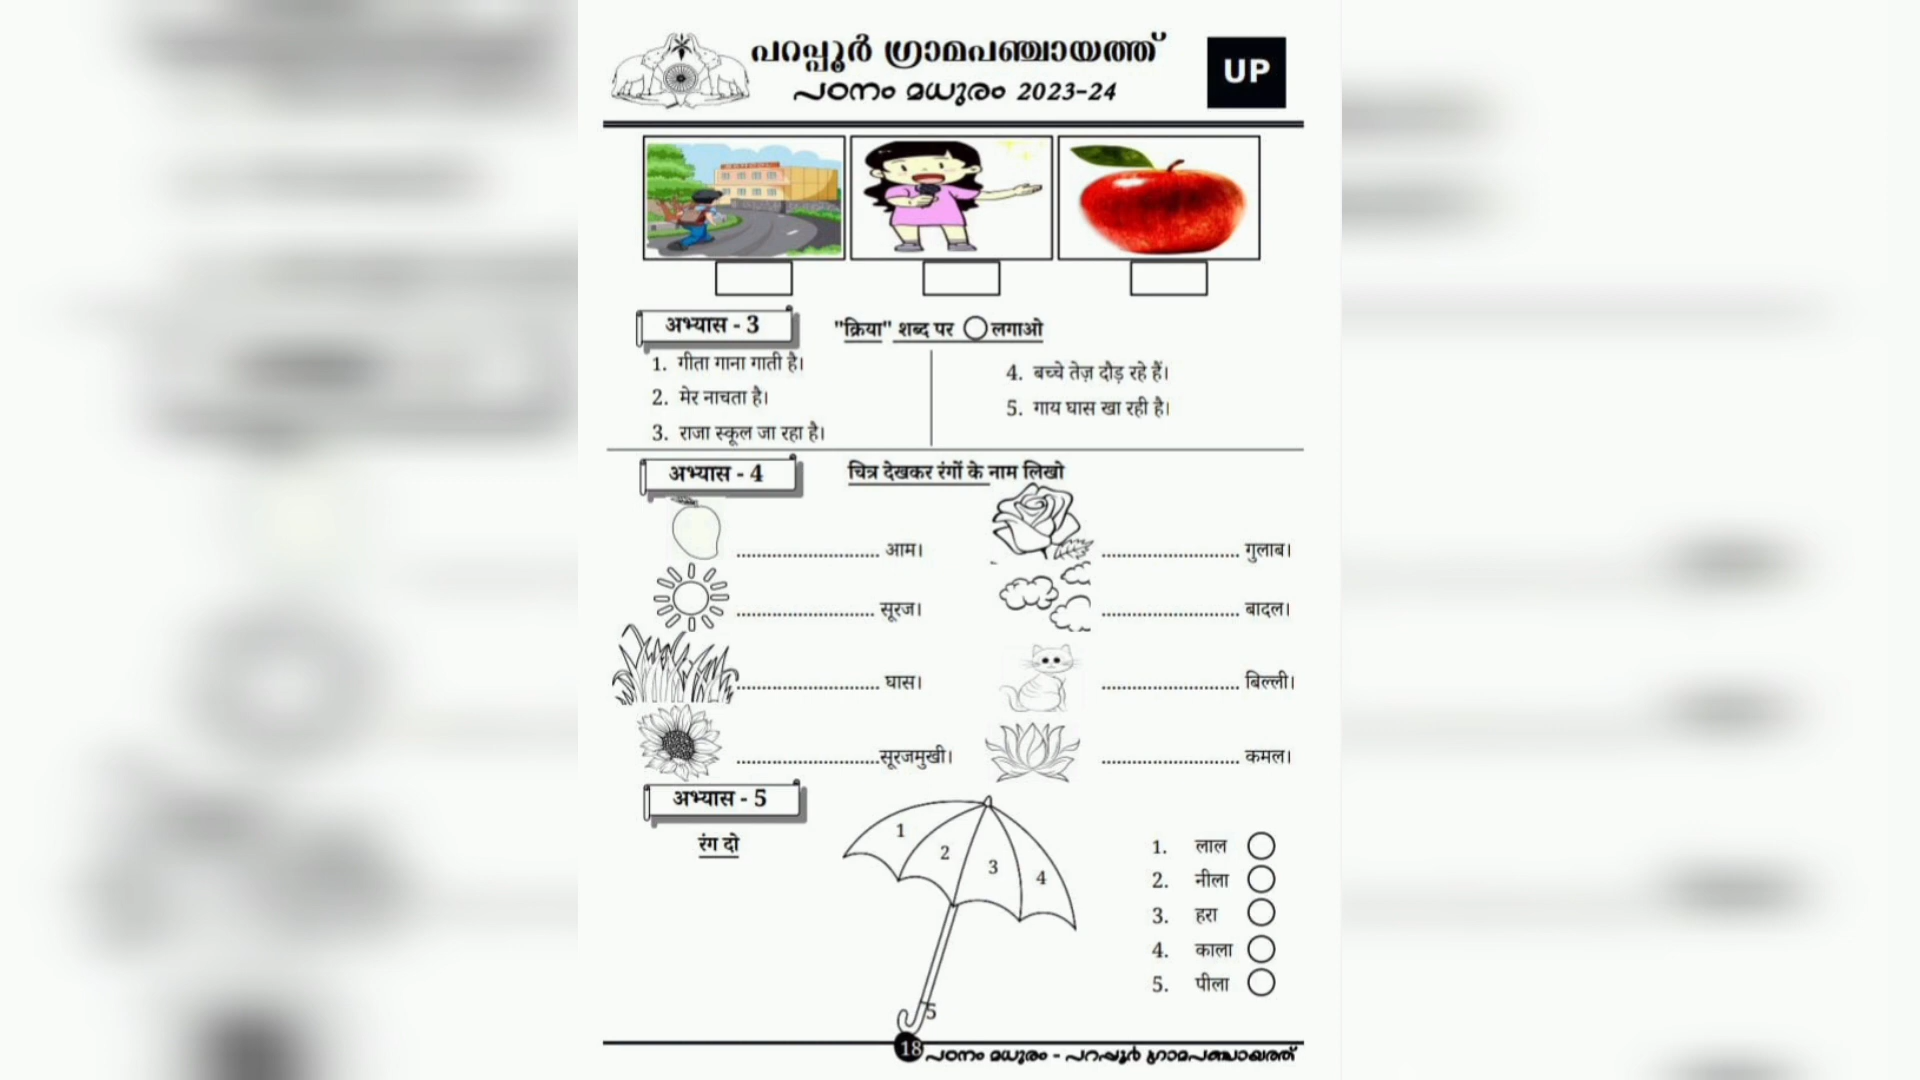 പറപ്പൂർ ഗ്രാമപഞ്ചായത്ത്
പഠനം മധുരം 2023-24
UP
अभ्यास - 3
"क्रिया" शब्द पर ◯ लगाओ
1. गीता गाना गाती है।
2. मेर नाचता है।
3. राजा स्कूल जा रहा है।
4. बच्चे तेज़ दौड़ रहे हैं।
5. गाय घास खा रही है।
अभ्यास - 4
चित्र देखकर रंगों के नाम लिखो
............................ आम।
........................... गुलाब।
........................... सूरज।
........................... बादल।
............................ घास।
........................... बिल्ली।
............................सूरजमुखी।
........................... कमल।
अभ्यास - 5
रंग दो
1
2
3
4
5
1. लाल
2. नीला
3. हरा
4. काला
5. पीला
18
പഠനം മധുരം - പറപ്പൂർ ഗ്രാമപഞ്ചായത്ത്